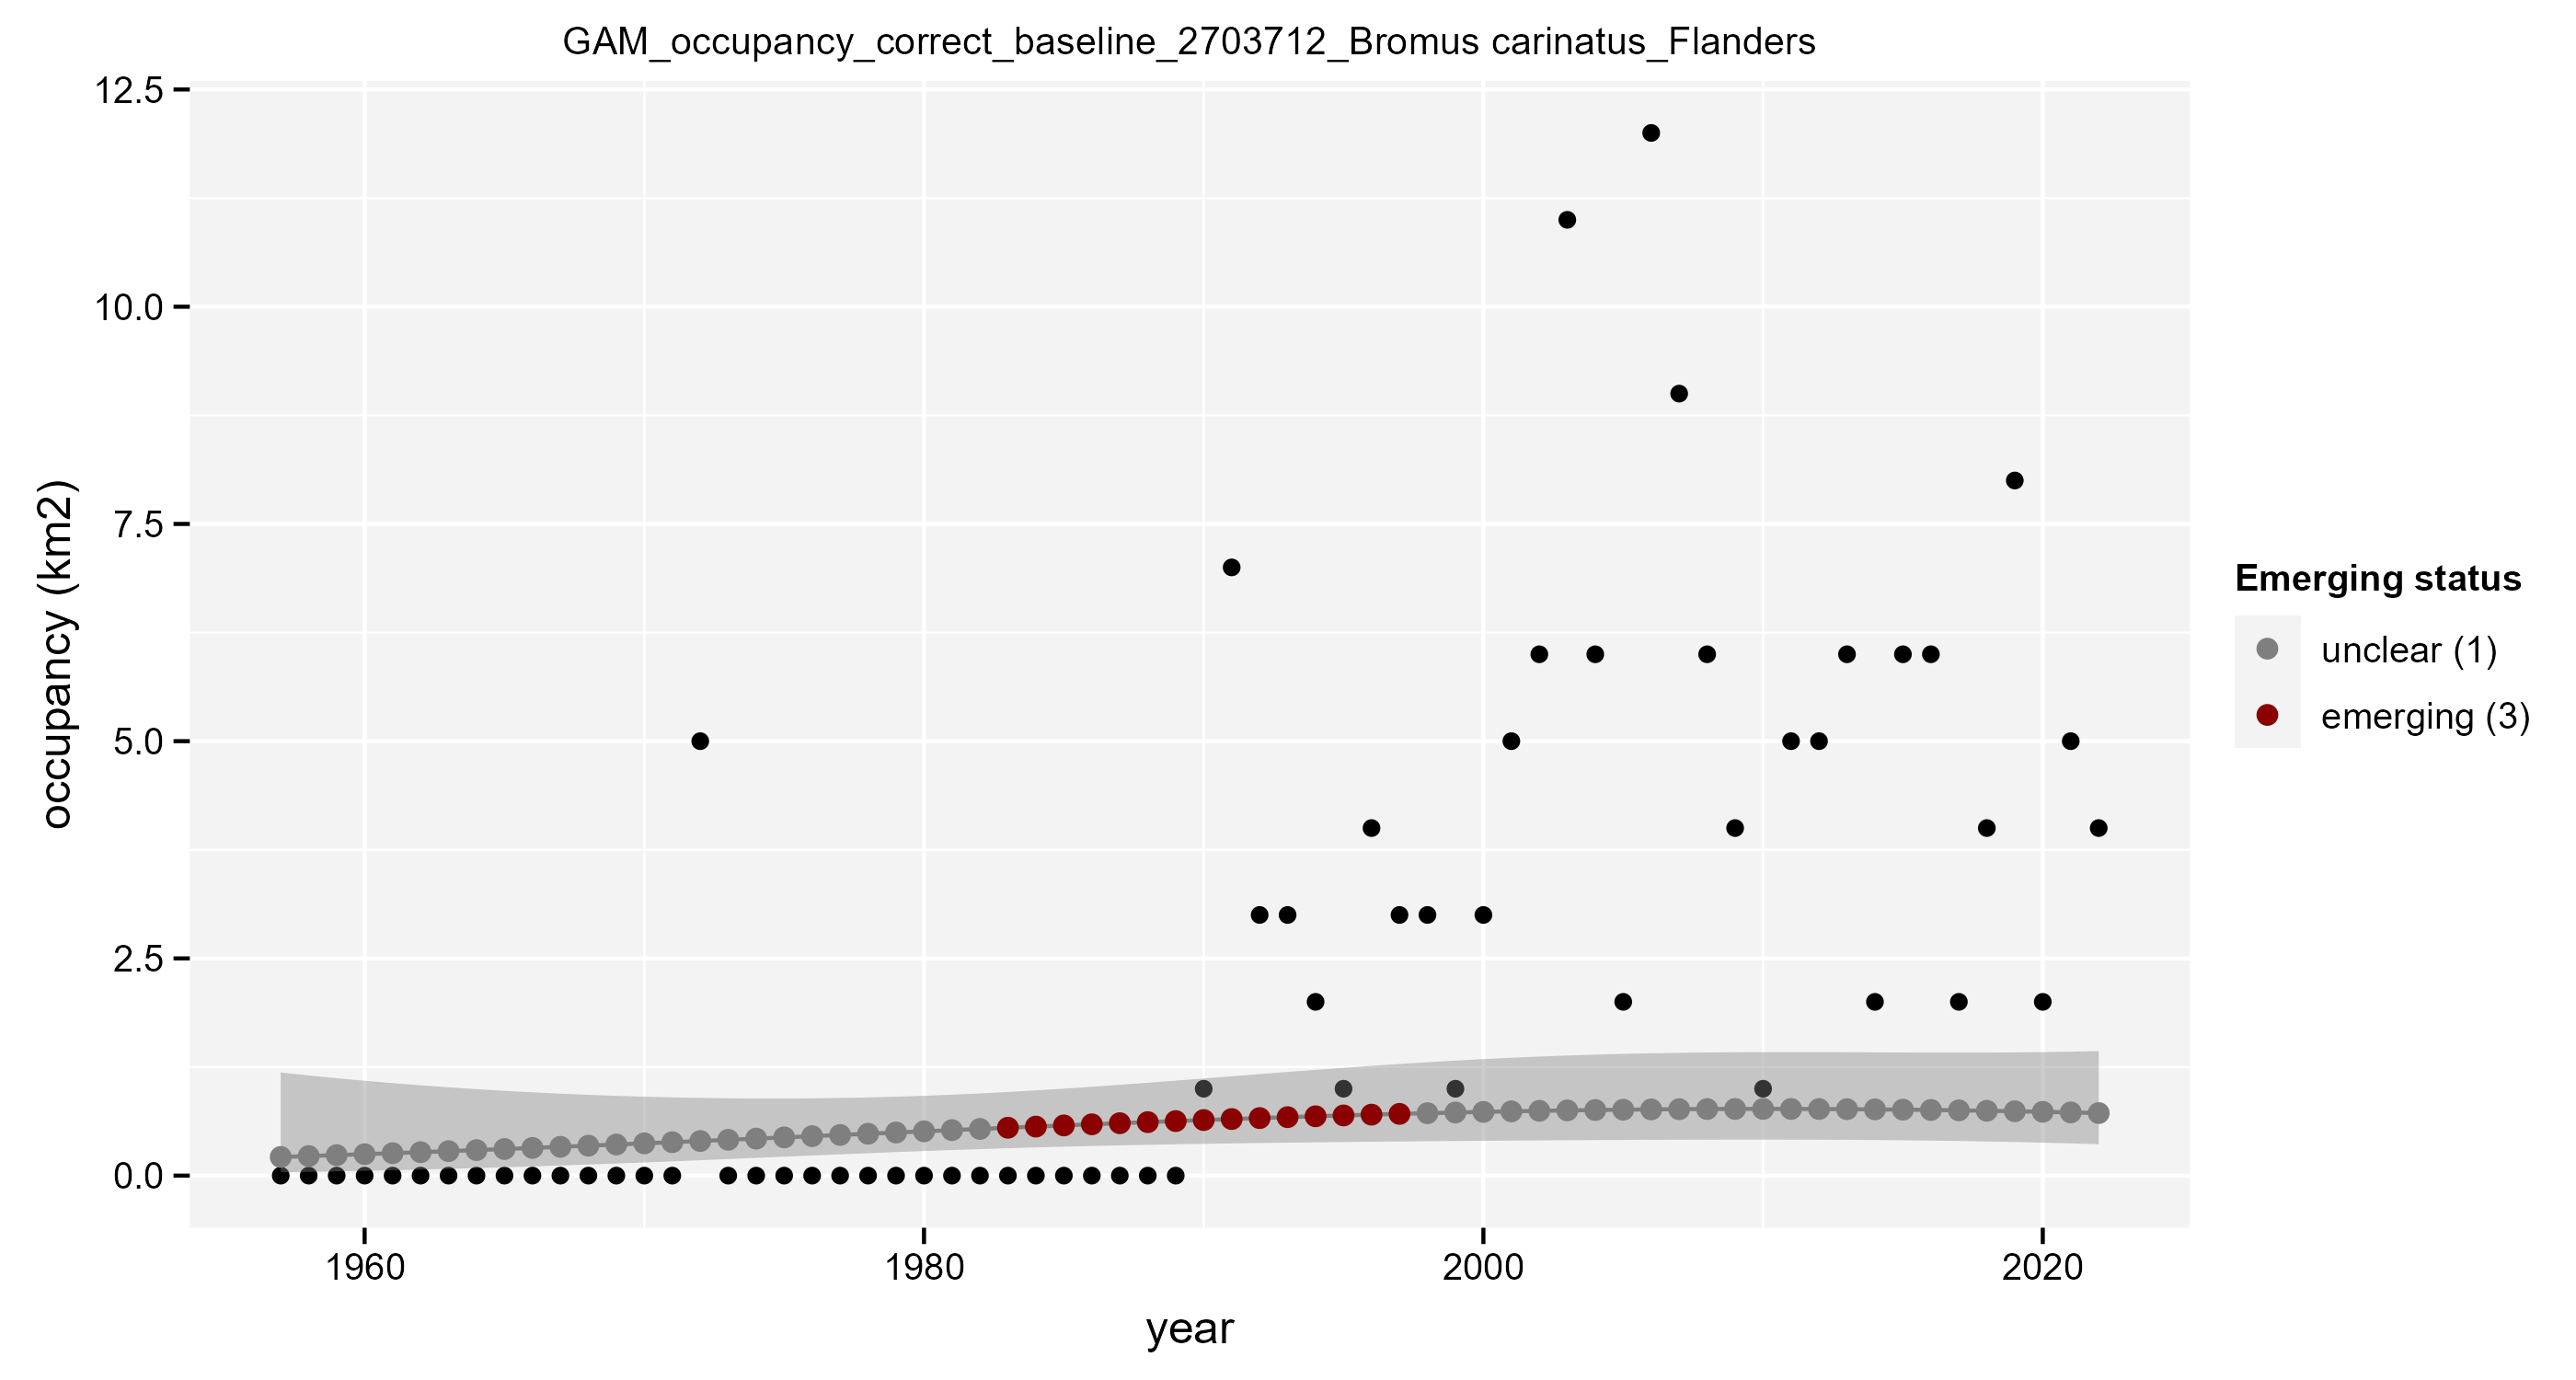 GAM_occupancy_correct_baseline_2703712_Bromus carinatus_Flanders
12.5
10.0
7.5
5.0
2.5
0.0
occupancy (km2)
1960
1980
2000
2020
year
Emerging status
unclear (1)
emerging (3)